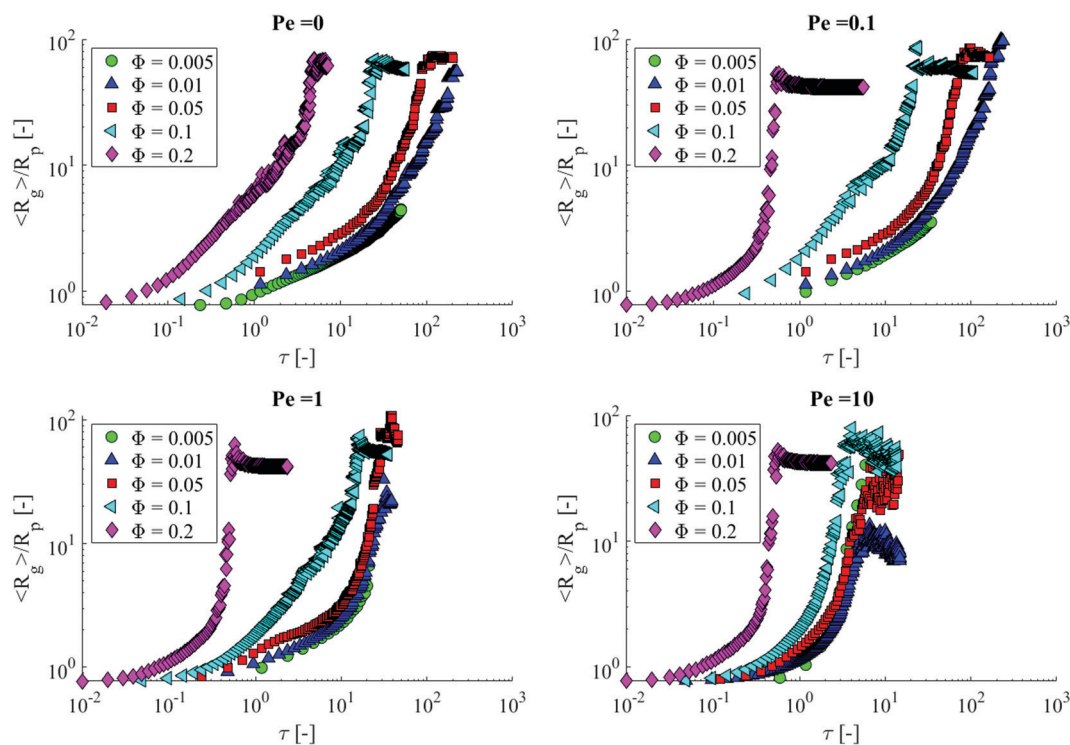 Pe =0
10^2
Φ = 0.005
Φ = 0.01
Φ = 0.05
Φ = 0.1
Φ = 0.2
<R_g>/R_p [-]
10^1
10^0
10^-2 10^-1 10^0 10^1 10^2 10^3
τ [-]
Pe =0.1
10^2
Φ = 0.005
Φ = 0.01
Φ = 0.05
Φ = 0.1
Φ = 0.2
<R_g>/R_p [-]
10^1
10^0
10^-2 10^-1 10^0 10^1 10^2 10^3
τ [-]
Pe =1
10^2
Φ = 0.005
Φ = 0.01
Φ = 0.05
Φ = 0.1
Φ = 0.2
<R_g>/R_p [-]
10^1
10^0
10^-2 10^-1 10^0 10^1 10^2 10^3
τ [-]
Pe =10
10^2
Φ = 0.005
Φ = 0.01
Φ = 0.05
Φ = 0.1
Φ = 0.2
<R_g>/R_p [-]
10^1
10^0
10^-2 10^-1 10^0 10^1 10^2 10^3
τ [-]